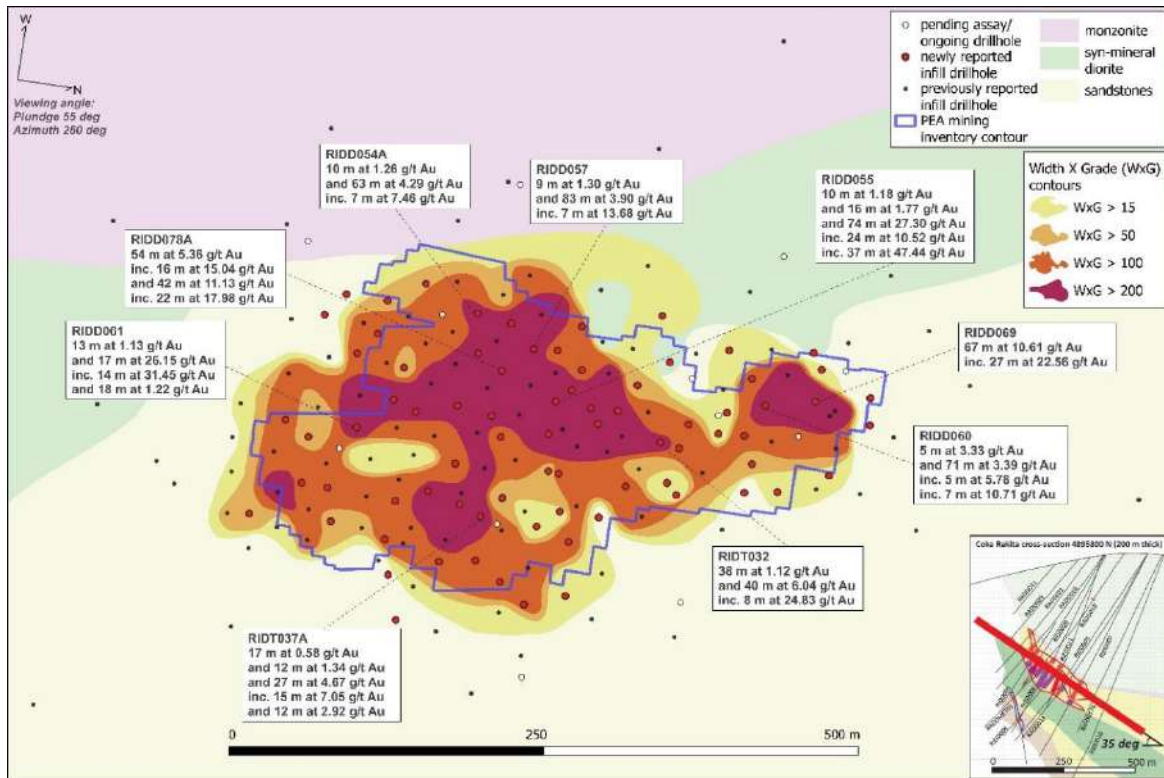 W
N
Viewing angle:
Plundge 55 deg
Azimuth 260 deg
pending assay/
ongoing drillhole
newly reported
infill drillhole
previously reported
infill drillhole
PEA mining
inventory contour
monzonite
syn-mineral
diorite
sandstones
Width X Grade (WxG)
contours
WxG > 15
WxG > 50
WxG > 100
WxG > 200
RIDD054A
10 m at 1.26 g/t Au
and 63 m at 4.29 g/t Au
inc. 7 m at 7.46 g/t Au
RIDD057
9 m at 1.30 g/t Au
and 83 m at 3.90 g/t Au
inc. 7 m at 13.68 g/t Au
RIDD055
10 m at 1.18 g/t Au
and 16 m at 1.77 g/t Au
and 74 m at 27.30 g/t Au
inc. 24 m at 10.52 g/t Au
inc. 37 m at 47.44 g/t Au
RIDD078A
54 m at 5.36 g/t Au
inc. 16 m at 15.04 g/t Au
and 42 m at 11.13 g/t Au
inc. 22 m at 17.98 g/t Au
RIDD061
13 m at 1.13 g/t Au
and 17 m at 26.15 g/t Au
inc. 14 m at 31.45 g/t Au
and 18 m at 1.22 g/t Au
RIDD069
67 m at 10.61 g/t Au
inc. 27 m at 22.56 g/t Au
RIDD060
5 m at 3.33 g/t Au
and 71 m at 3.39 g/t Au
inc. 5 m at 5.78 g/t Au
inc. 7 m at 10.71 g/t Au
RIDT032
38 m at 1.12 g/t Au
and 40 m at 6.04 g/t Au
inc. 8 m at 24.83 g/t Au
RIDT037A
17 m at 0.58 g/t Au
and 12 m at 1.34 g/t Au
and 27 m at 4.67 g/t Au
inc. 15 m at 7.05 g/t Au
and 12 m at 2.92 g/t Au
0 250 500 m
Coka Rakita cross-section 4895800 N (200 m thick)
35 deg
0 250 500 m